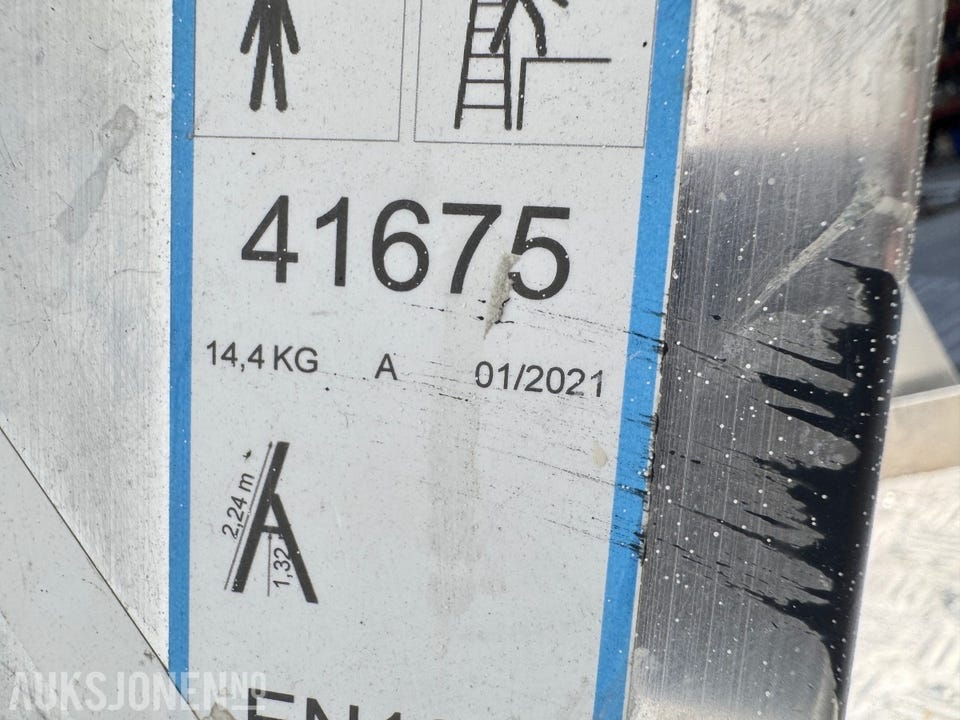 41675
14,4 KG A 01/2021
2,24 m
1,32
AUKSJONEN.NO